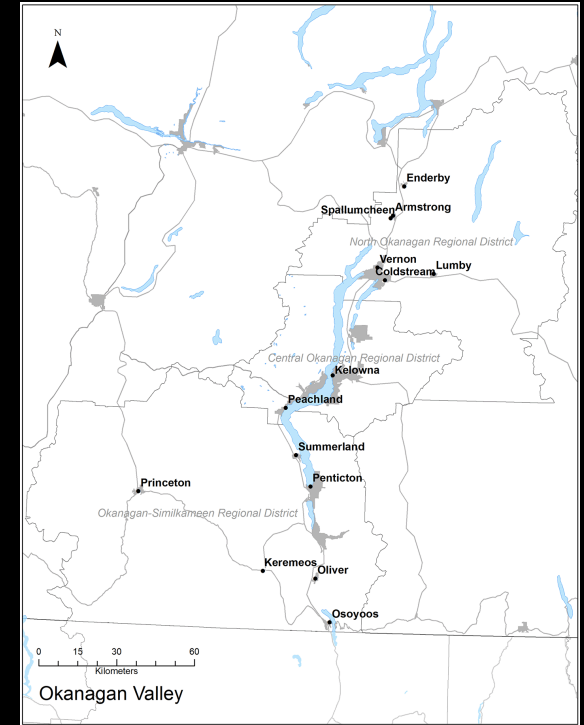 N
Enderby
Spallumcheen Armstrong
North Okanagan Regional District
Vernon
Coldstream Lumby
Central Okanagan Regional District
Kelowna
Peachland
Summerland
Penticton
Princeton
Okanagan-Similkameen Regional District
Keremeos
Oliver
Osoyoos
0 15 30 60
Kilometers
Okanagan Valley